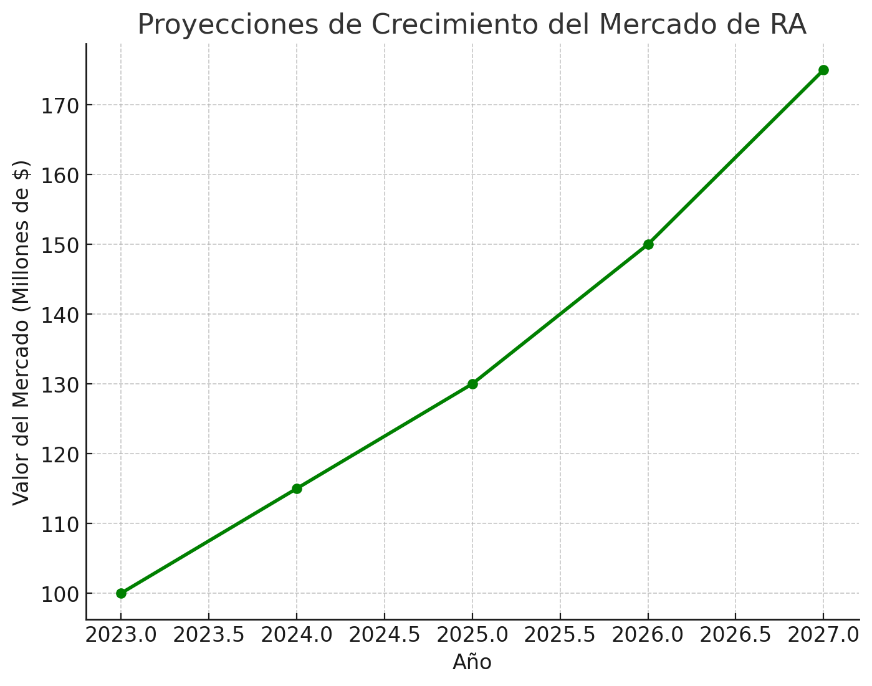 Proyecciones de Crecimiento del Mercado de RA
Valor del Mercado (Millones de $)
170
160
150
140
130
120
110
100
2023.0 2023.5 2024.0 2024.5 2025.0 2025.5 2026.0 2026.5 2027.0
Año